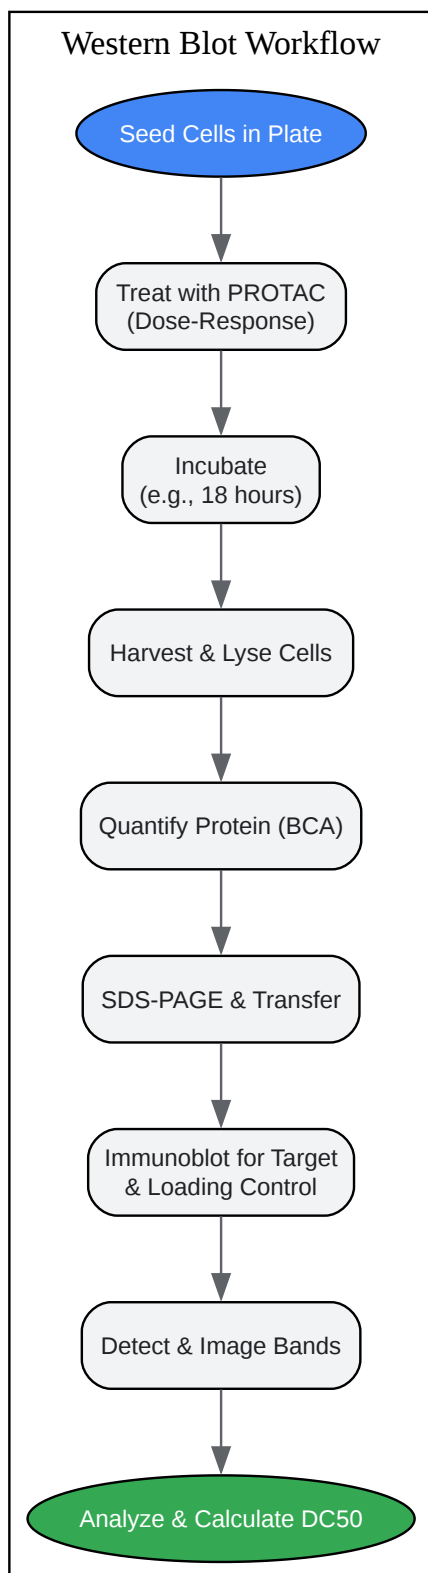 Western Blot Workflow
Seed Cells in Plate
Treat with PROTAC
(Dose-Response)
Incubate
(e.g., 18 hours)
Harvest & Lyse Cells
Quantify Protein (BCA)
SDS-PAGE & Transfer
Immunoblot for Target
& Loading Control
Detect & Image Bands
Analyze & Calculate DC50